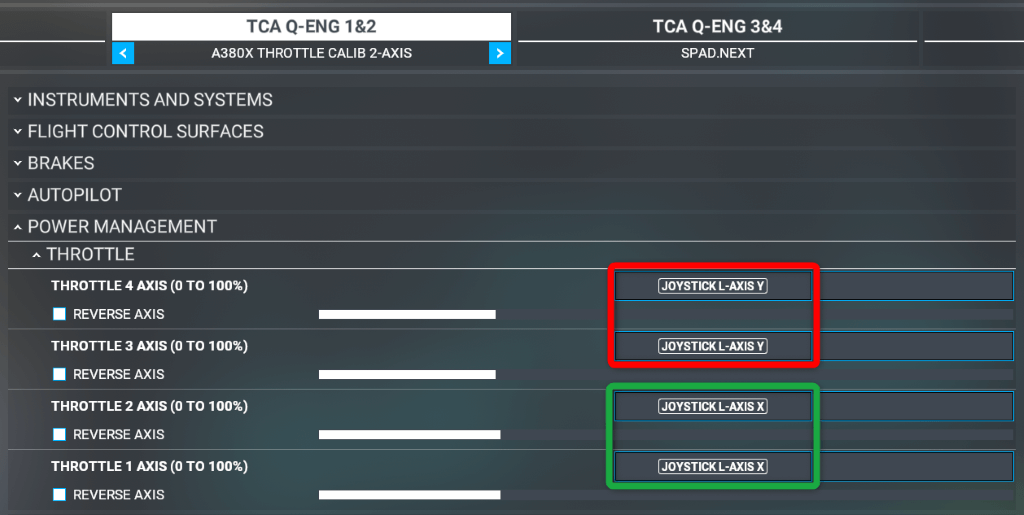 TCA Q-ENG 1&2 TCA Q-ENG 3&4
A380X THROTTLE CALIB 2-AXIS SPAD.NEXT
INSTRUMENTS AND SYSTEMS
FLIGHT CONTROL SURFACES
BRAKES
AUTOPILOT
POWER MANAGEMENT
THROTTLE
THROTTLE 4 AXIS (0 TO 100%) JOYSTICK L-AXIS Y
REVERSE AXIS
THROTTLE 3 AXIS (0 TO 100%) JOYSTICK L-AXIS Y
REVERSE AXIS
THROTTLE 2 AXIS (0 TO 100%) JOYSTICK L-AXIS X
REVERSE AXIS
THROTTLE 1 AXIS (0 TO 100%) JOYSTICK L-AXIS X
REVERSE AXIS